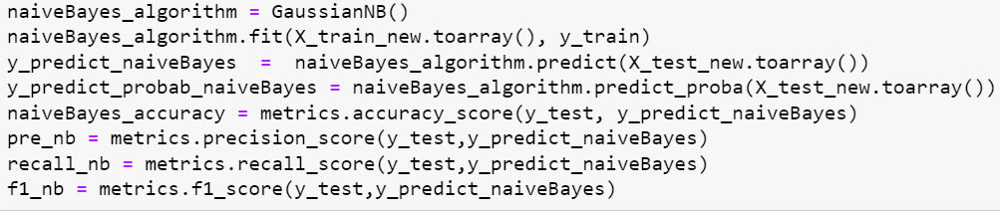 naiveBayes_algorithm = GaussianNB()
naiveBayes_algorithm.fit(X_train_new.toarray(), y_train)
y_predict_naiveBayes  =  naiveBayes_algorithm.predict(X_test_new.toarray())
y_predict_probab_naiveBayes = naiveBayes_algorithm.predict_proba(X_test_new.toarray())
naiveBayes_accuracy = metrics.accuracy_score(y_test, y_predict_naiveBayes)
pre_nb = metrics.precision_score(y_test,y_predict_naiveBayes)
recall_nb = metrics.recall_score(y_test,y_predict_naiveBayes)
f1_nb = metrics.f1_score(y_test,y_predict_naiveBayes)